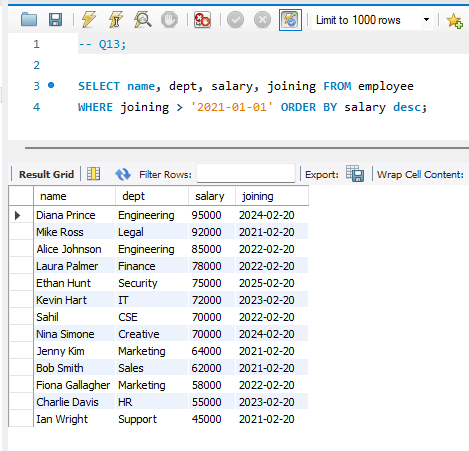 Limit to 1000 rows
1 -- Q13;
2
3 SELECT name, dept, salary, joining FROM employee
4 WHERE joining > '2021-01-01' ORDER BY salary desc;
Result Grid Filter Rows: Export: Wrap Cell Content:
name dept salary joining
Diana Prince Engineering 95000 2024-02-20
Mike Ross Legal 92000 2021-02-20
Alice Johnson Engineering 85000 2022-02-20
Laura Palmer Finance 78000 2022-02-20
Ethan Hunt Security 75000 2025-02-20
Kevin Hart IT 72000 2023-02-20
Sahil CSE 70000 2022-02-20
Nina Simone Creative 70000 2024-02-20
Jenny Kim Marketing 64000 2021-02-20
Bob Smith Sales 62000 2021-02-20
Fiona Gallagher Marketing 58000 2022-02-20
Charlie Davis HR 55000 2023-02-20
Ian Wright Support 45000 2021-02-20